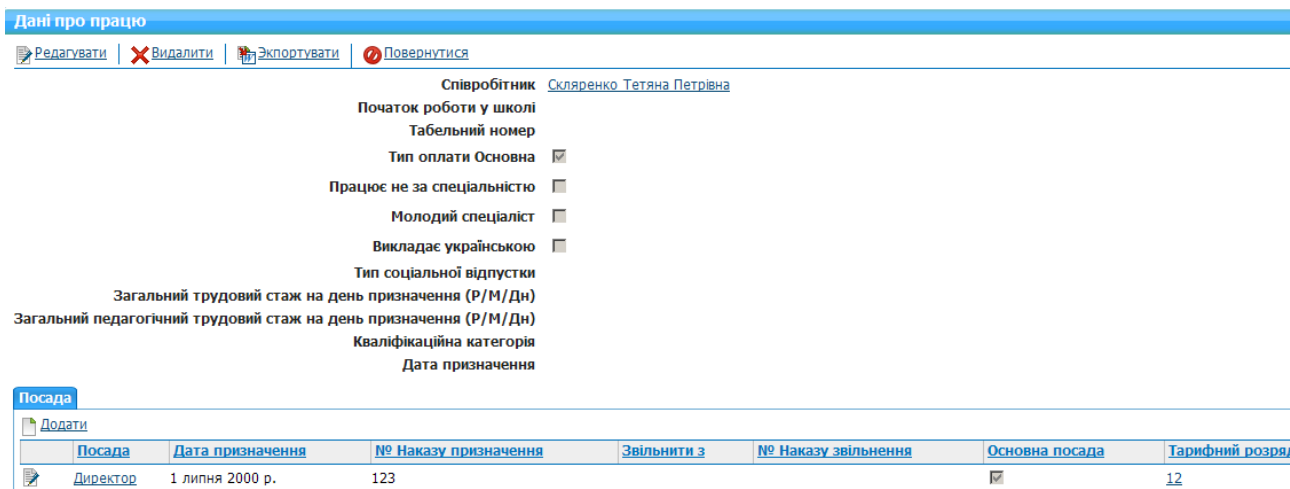 Дані про працю
Редагувати Видалити Экпортувати Повернутися
Співробітник Скляренко Тетяна Петрівна
Початок роботи у школі
Табельний номер
Тип оплати Основна
Працює не за спеціальністю
Молодий спеціаліст
Викладає українською
Тип соціальної відпустки
Загальний трудовий стаж на день призначення (Р/М/Дн)
Загальний педагогічний трудовий стаж на день призначення (Р/М/Дн)
Кваліфікаційна категорія
Дата призначення
Посада
Додати
Посада Дата призначення № Наказу призначення Звільнити з № Наказу звільнення Основна посада Тарифний розряд
Директор 1 липня 2000 р. 123 12